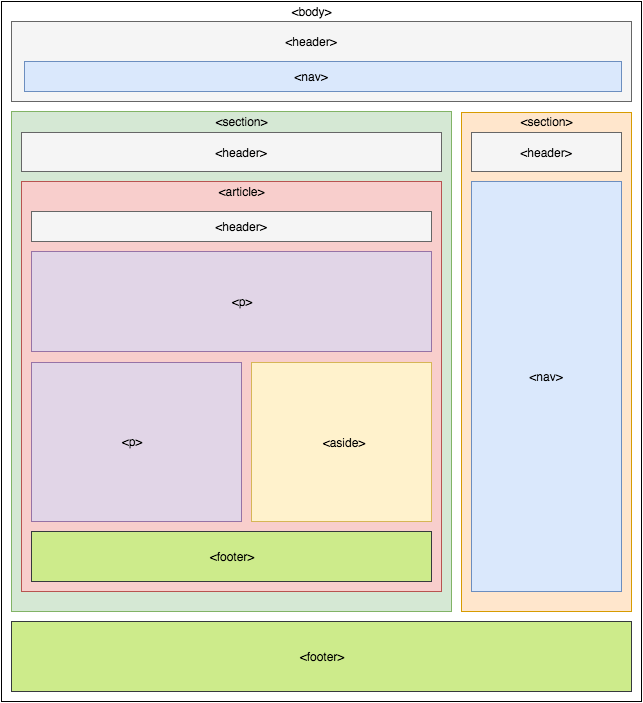 <body>
<header>
<nav>
<section>
<header>
<article>
<header>
<p>
<p>
<aside>
<footer>
<section>
<header>
<nav>
<footer>